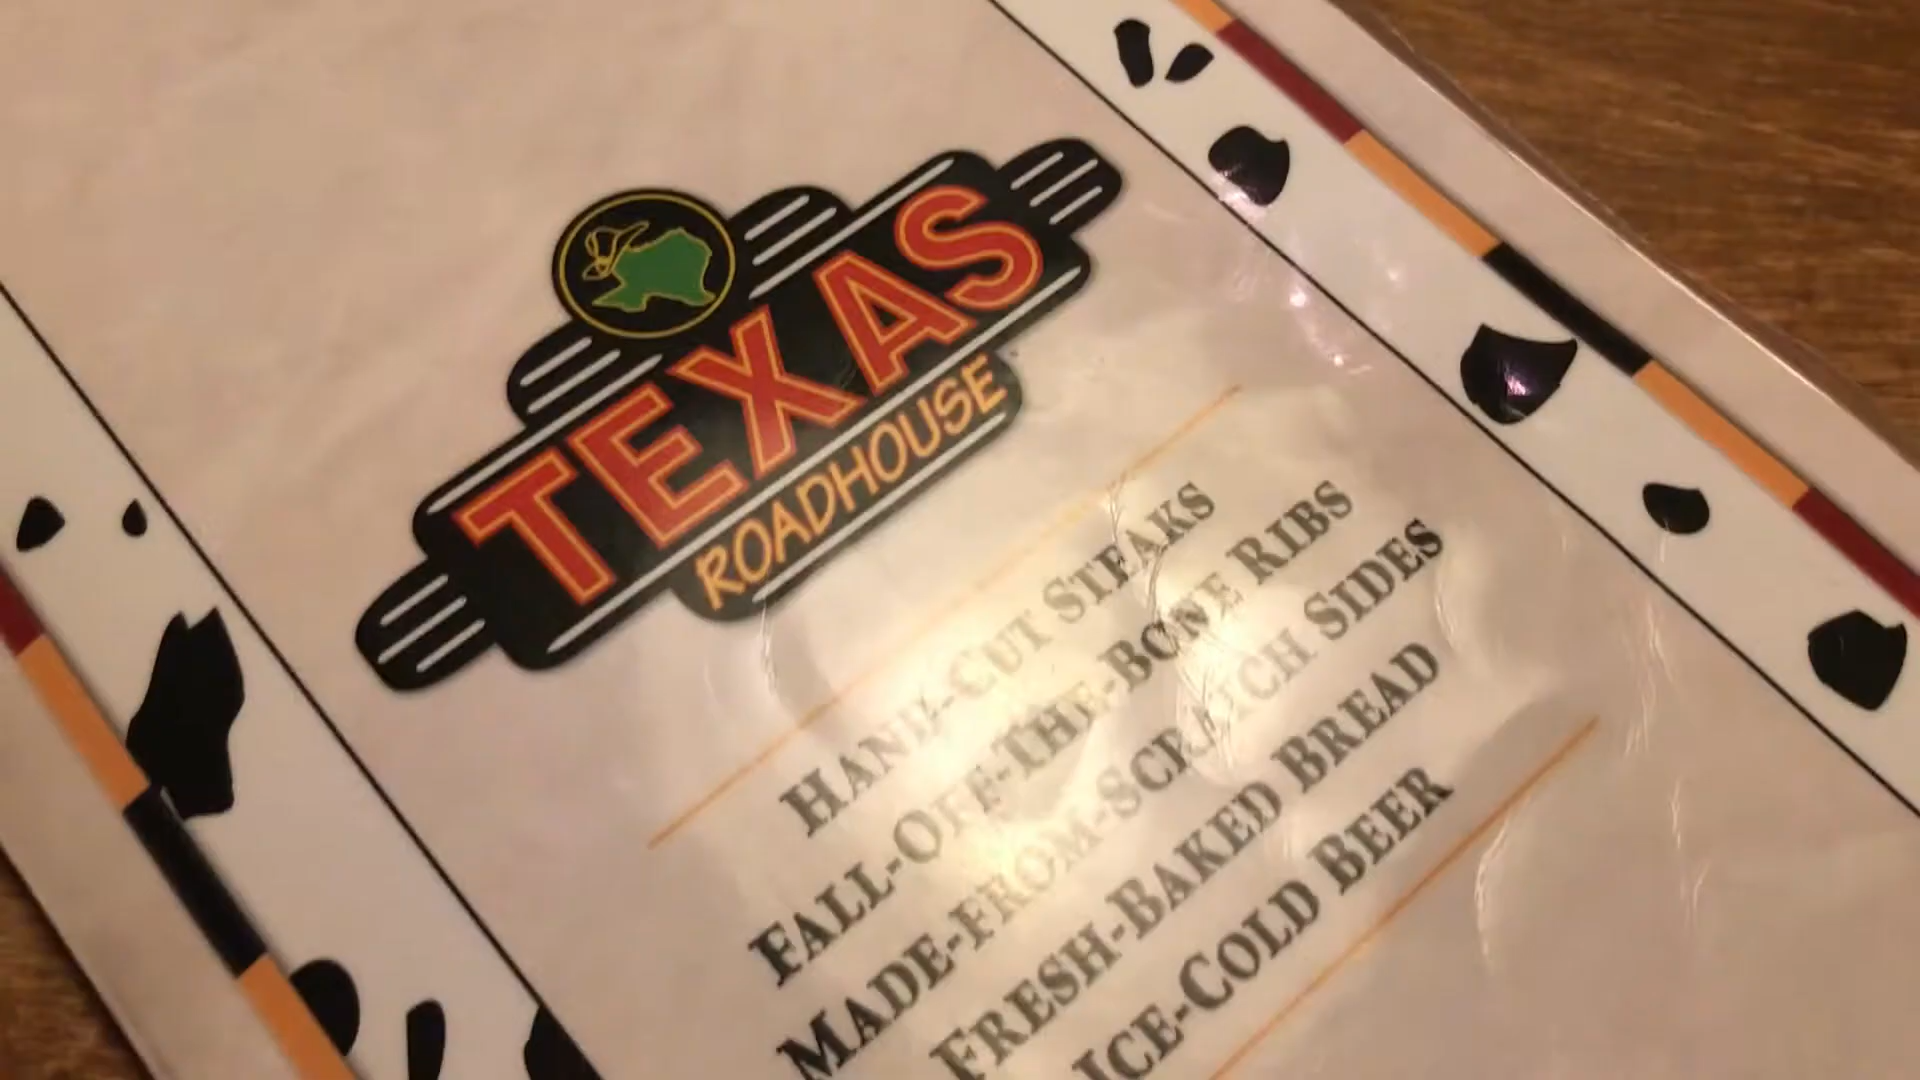 TEXAS
ROADHOUSE
HAND-CUT STEAKS
FALL-OFF-THE-BONE RIBS
MADE-FROM-SCRATCH SIDES
FRESH-BAKED BREAD
ICE-COLD BEER